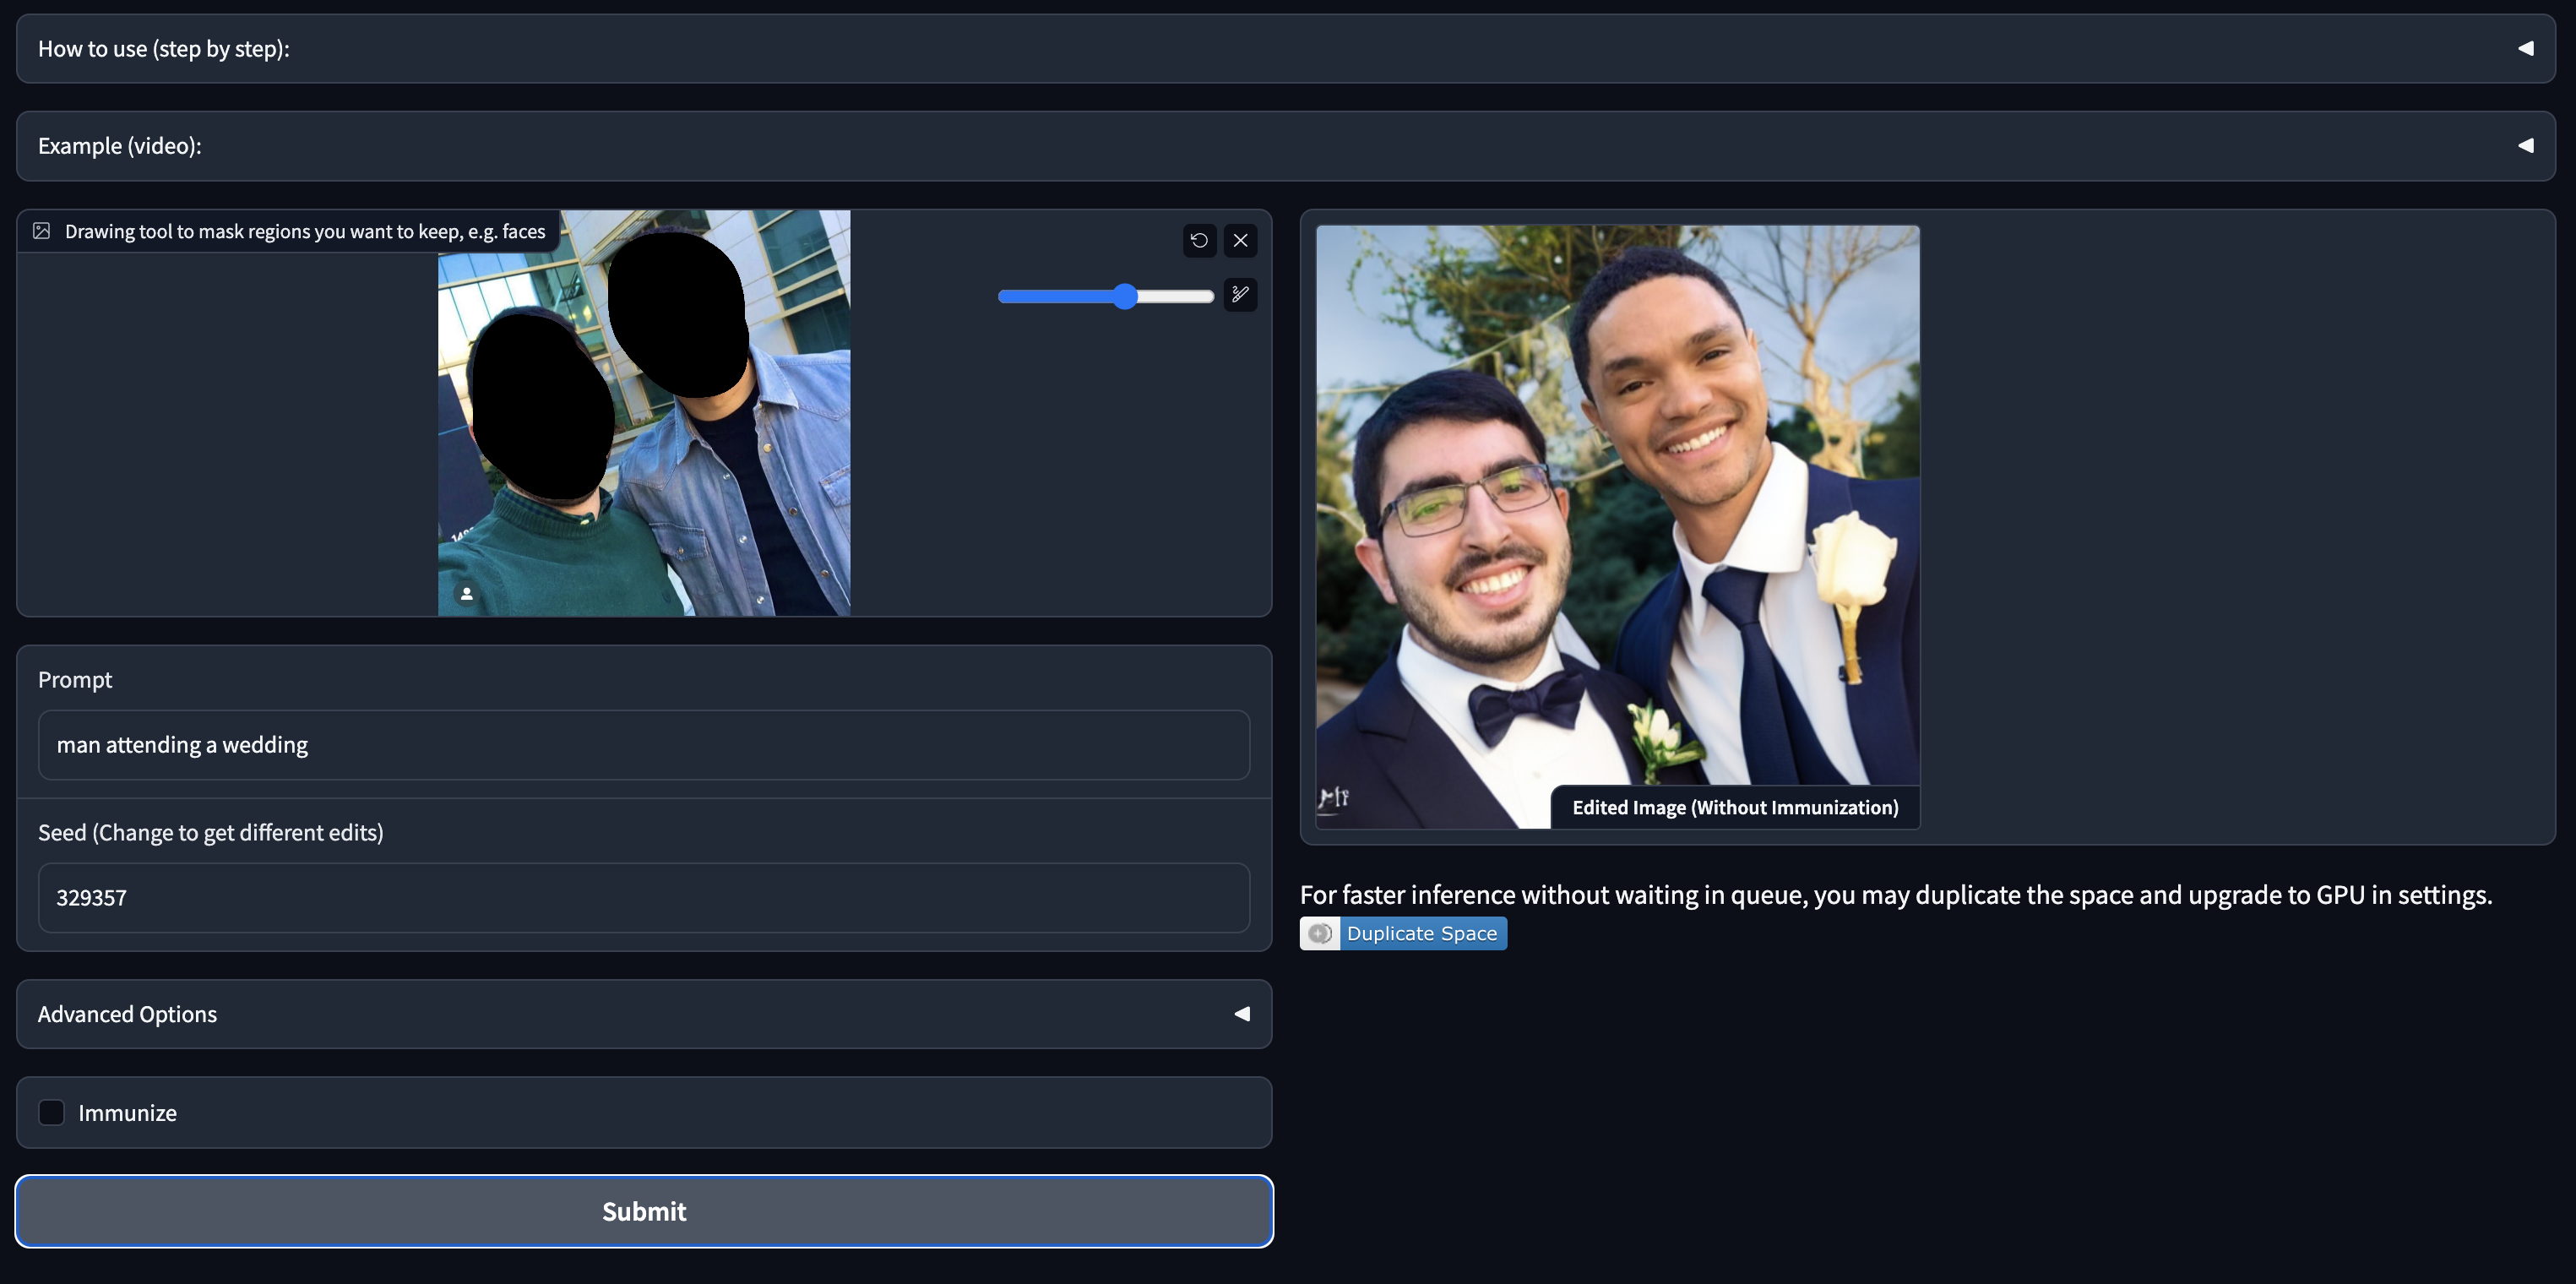 How to use (step by step):
Example (video):
Drawing tool to mask regions you want to keep, e.g. faces
Prompt
man attending a wedding
Seed (Change to get different edits)
329357
Advanced Options
Immunize
Submit
Edited Image (Without Immunization)
For faster inference without waiting in queue, you may duplicate the space and upgrade to GPU in settings.
Duplicate Space